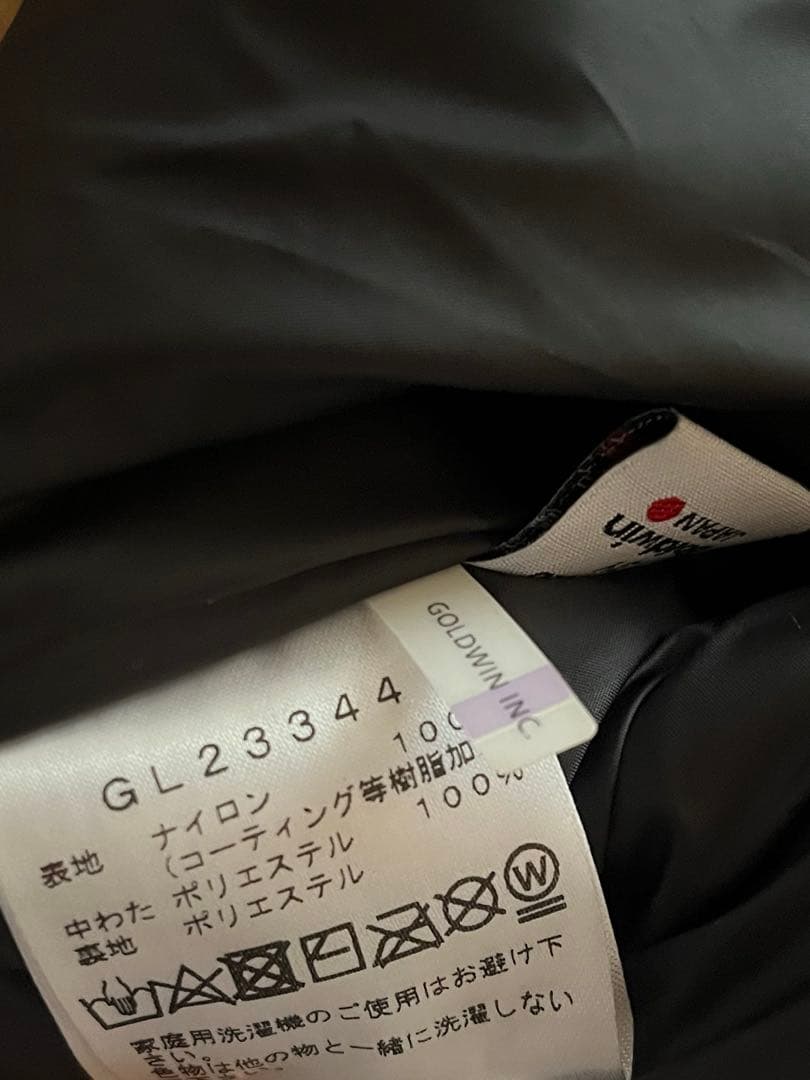 JAPAN
GOLDWIN INC
GL23344
表地 ナイロン 100
(コーティング等樹脂加
中わた ポリエステル 100%
裏地 ポリエステル
W
家庭用洗濯機のご使用はお避け下
さい。
色物は他の物と一緒に洗濯しない